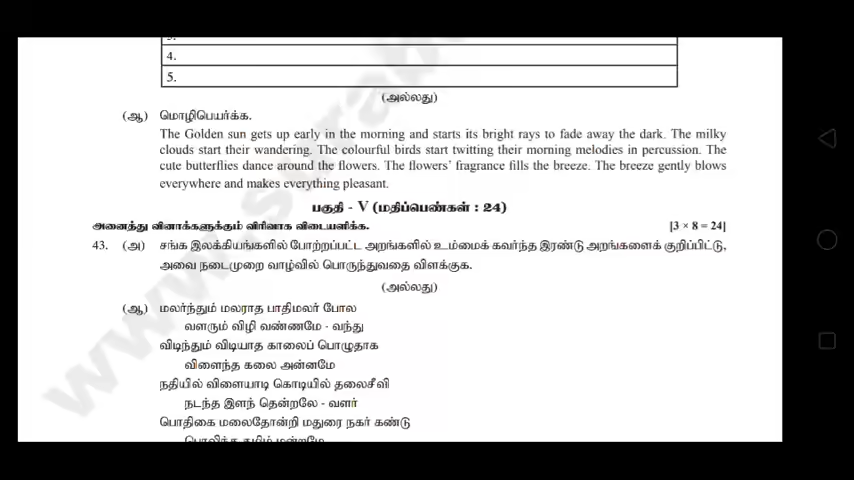 3.
4.
5.
(அல்லது)
(ஆ) மொழிபெயர்க்க.
The Golden sun gets up early in the morning and starts its bright rays to fade away the dark. The milky
clouds start their wandering. The colourful birds start twitting their morning melodies in percussion. The
cute butterflies dance around the flowers. The flowers' fragrance fills the breeze. The breeze gently blows
everywhere and makes everything pleasant.
பகுதி - V (மதிப்பெண்கள் : 24)
அனைத்து வினாக்களுக்கும் விரிவாக விடையளிக்க. [3 × 8 = 24]
43. (அ) சங்க இலக்கியங்களில் போற்றப்பட்ட அறங்களில் உம்மைக் கவர்ந்த இரண்டு அறங்களைக் குறிப்பிட்டு,
அவை நடைமுறை வாழ்வில் பொருந்துவதை விளக்குக.
(அல்லது)
(ஆ) மலர்ந்தும் மலராத பாதிமலர் போல
வளரும் விழி வண்ணமே - வந்து
விடிந்தும் விடியாத காலைப் பொழுதாக
விளைந்த கலை அன்னமே
நதியில் விளையாடி கொடியில் தலைசீவி
நடந்த இளந் தென்றலே - வளர்
பொதிகை மலைதோன்றி மதுரை நகர் கண்டு
பொலிந்த தமிழ் மன்றமே
www.